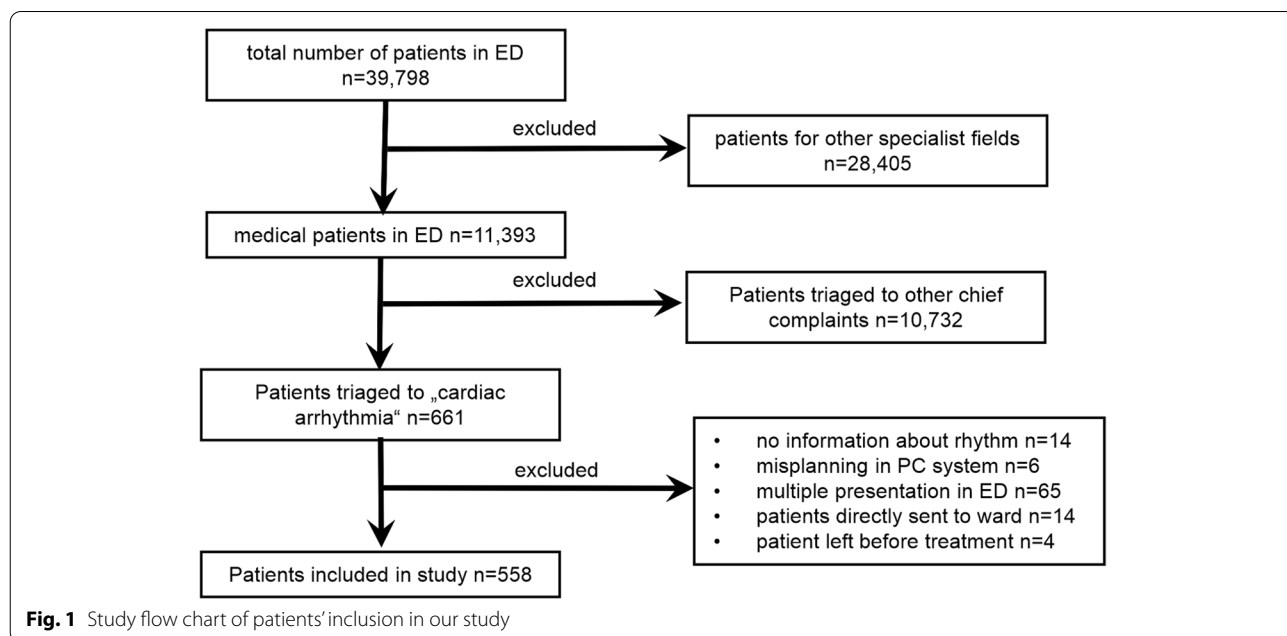 total number of patients in ED
n=39,798
excluded
patients for other specialist fields
n=28,405
medical patients in ED n=11,393
excluded
Patients triaged to other chief
complaints n=10,732
Patients triaged to „cardiac
arrhythmia“ n=661
excluded
• no information about rhythm n=14
• misplanning in PC system n=6
• multiple presentation in ED n=65
• patients directly sent to ward n=14
• patient left before treatment n=4
Patients included in study n=558
Fig. 1 Study flow chart of patients’ inclusion in our study